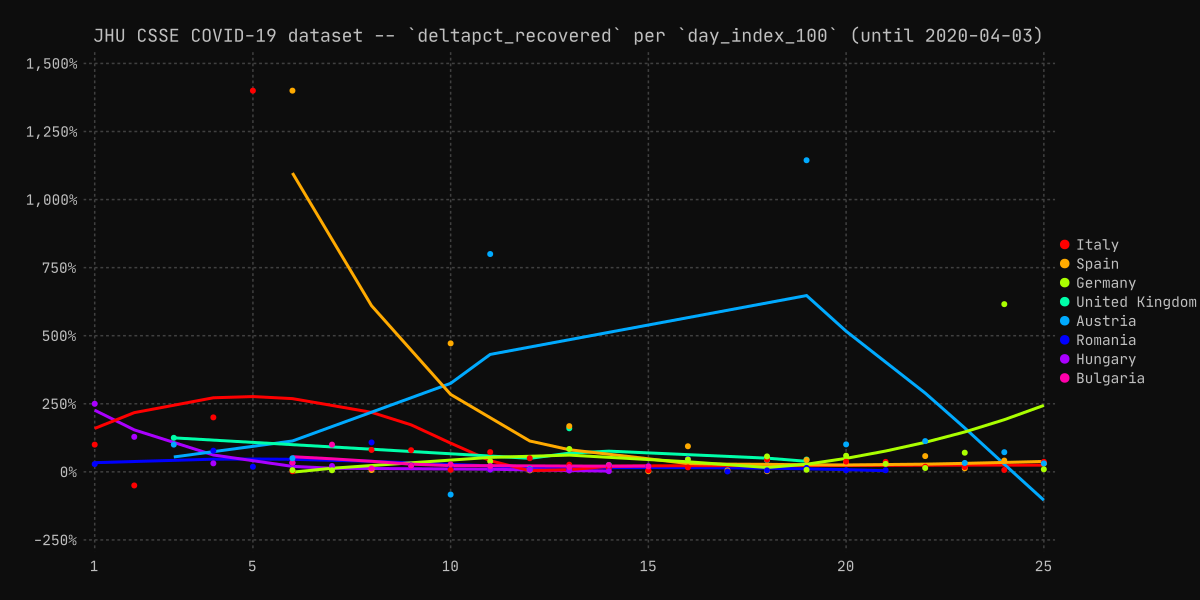 JHU CSSE COVID-19 dataset -- `deltapct_recovered` per `day_index_100` (until 2020-04-03)
1,500%
1,250%
1,000%
750%
500%
250%
0%
-250%
1 5 10 15 20 25
Italy
Spain
Germany
United Kingdom
Austria
Romania
Hungary
Bulgaria